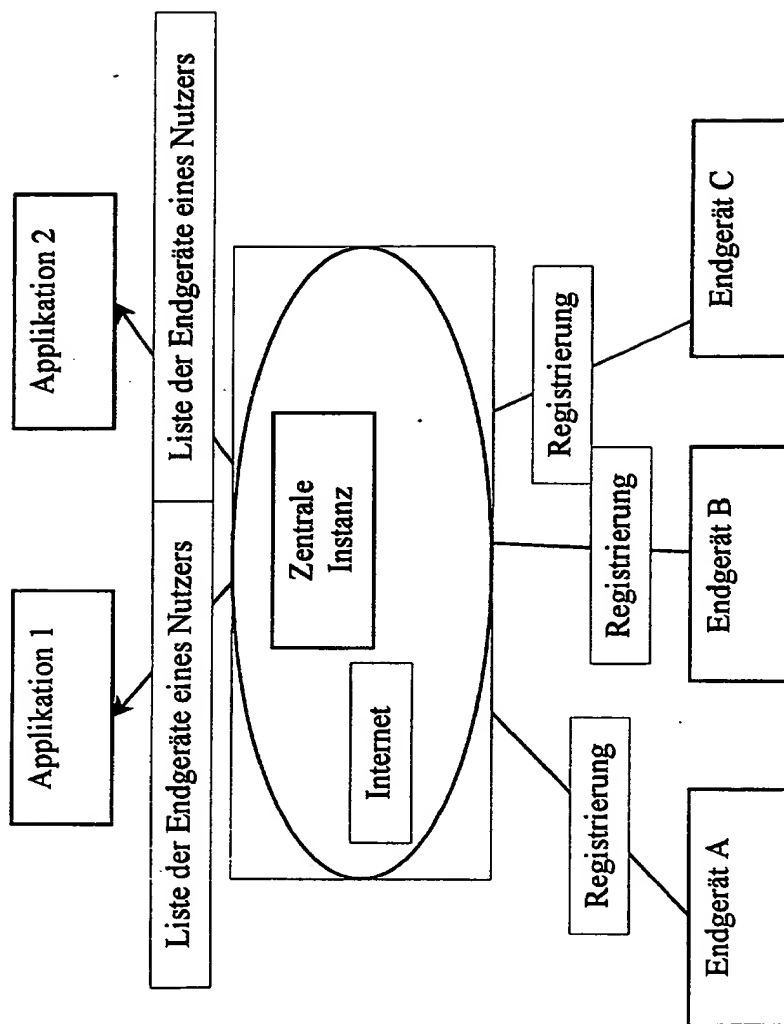 Applikation 1
Applikation 2
Liste der Endgeräte eines Nutzers
Liste der Endgeräte eines Nutzers
Zentrale
Instanz
Internet
Registrierung
Registrierung
Registrierung
Endgerät A
Endgerät B
Endgerät C